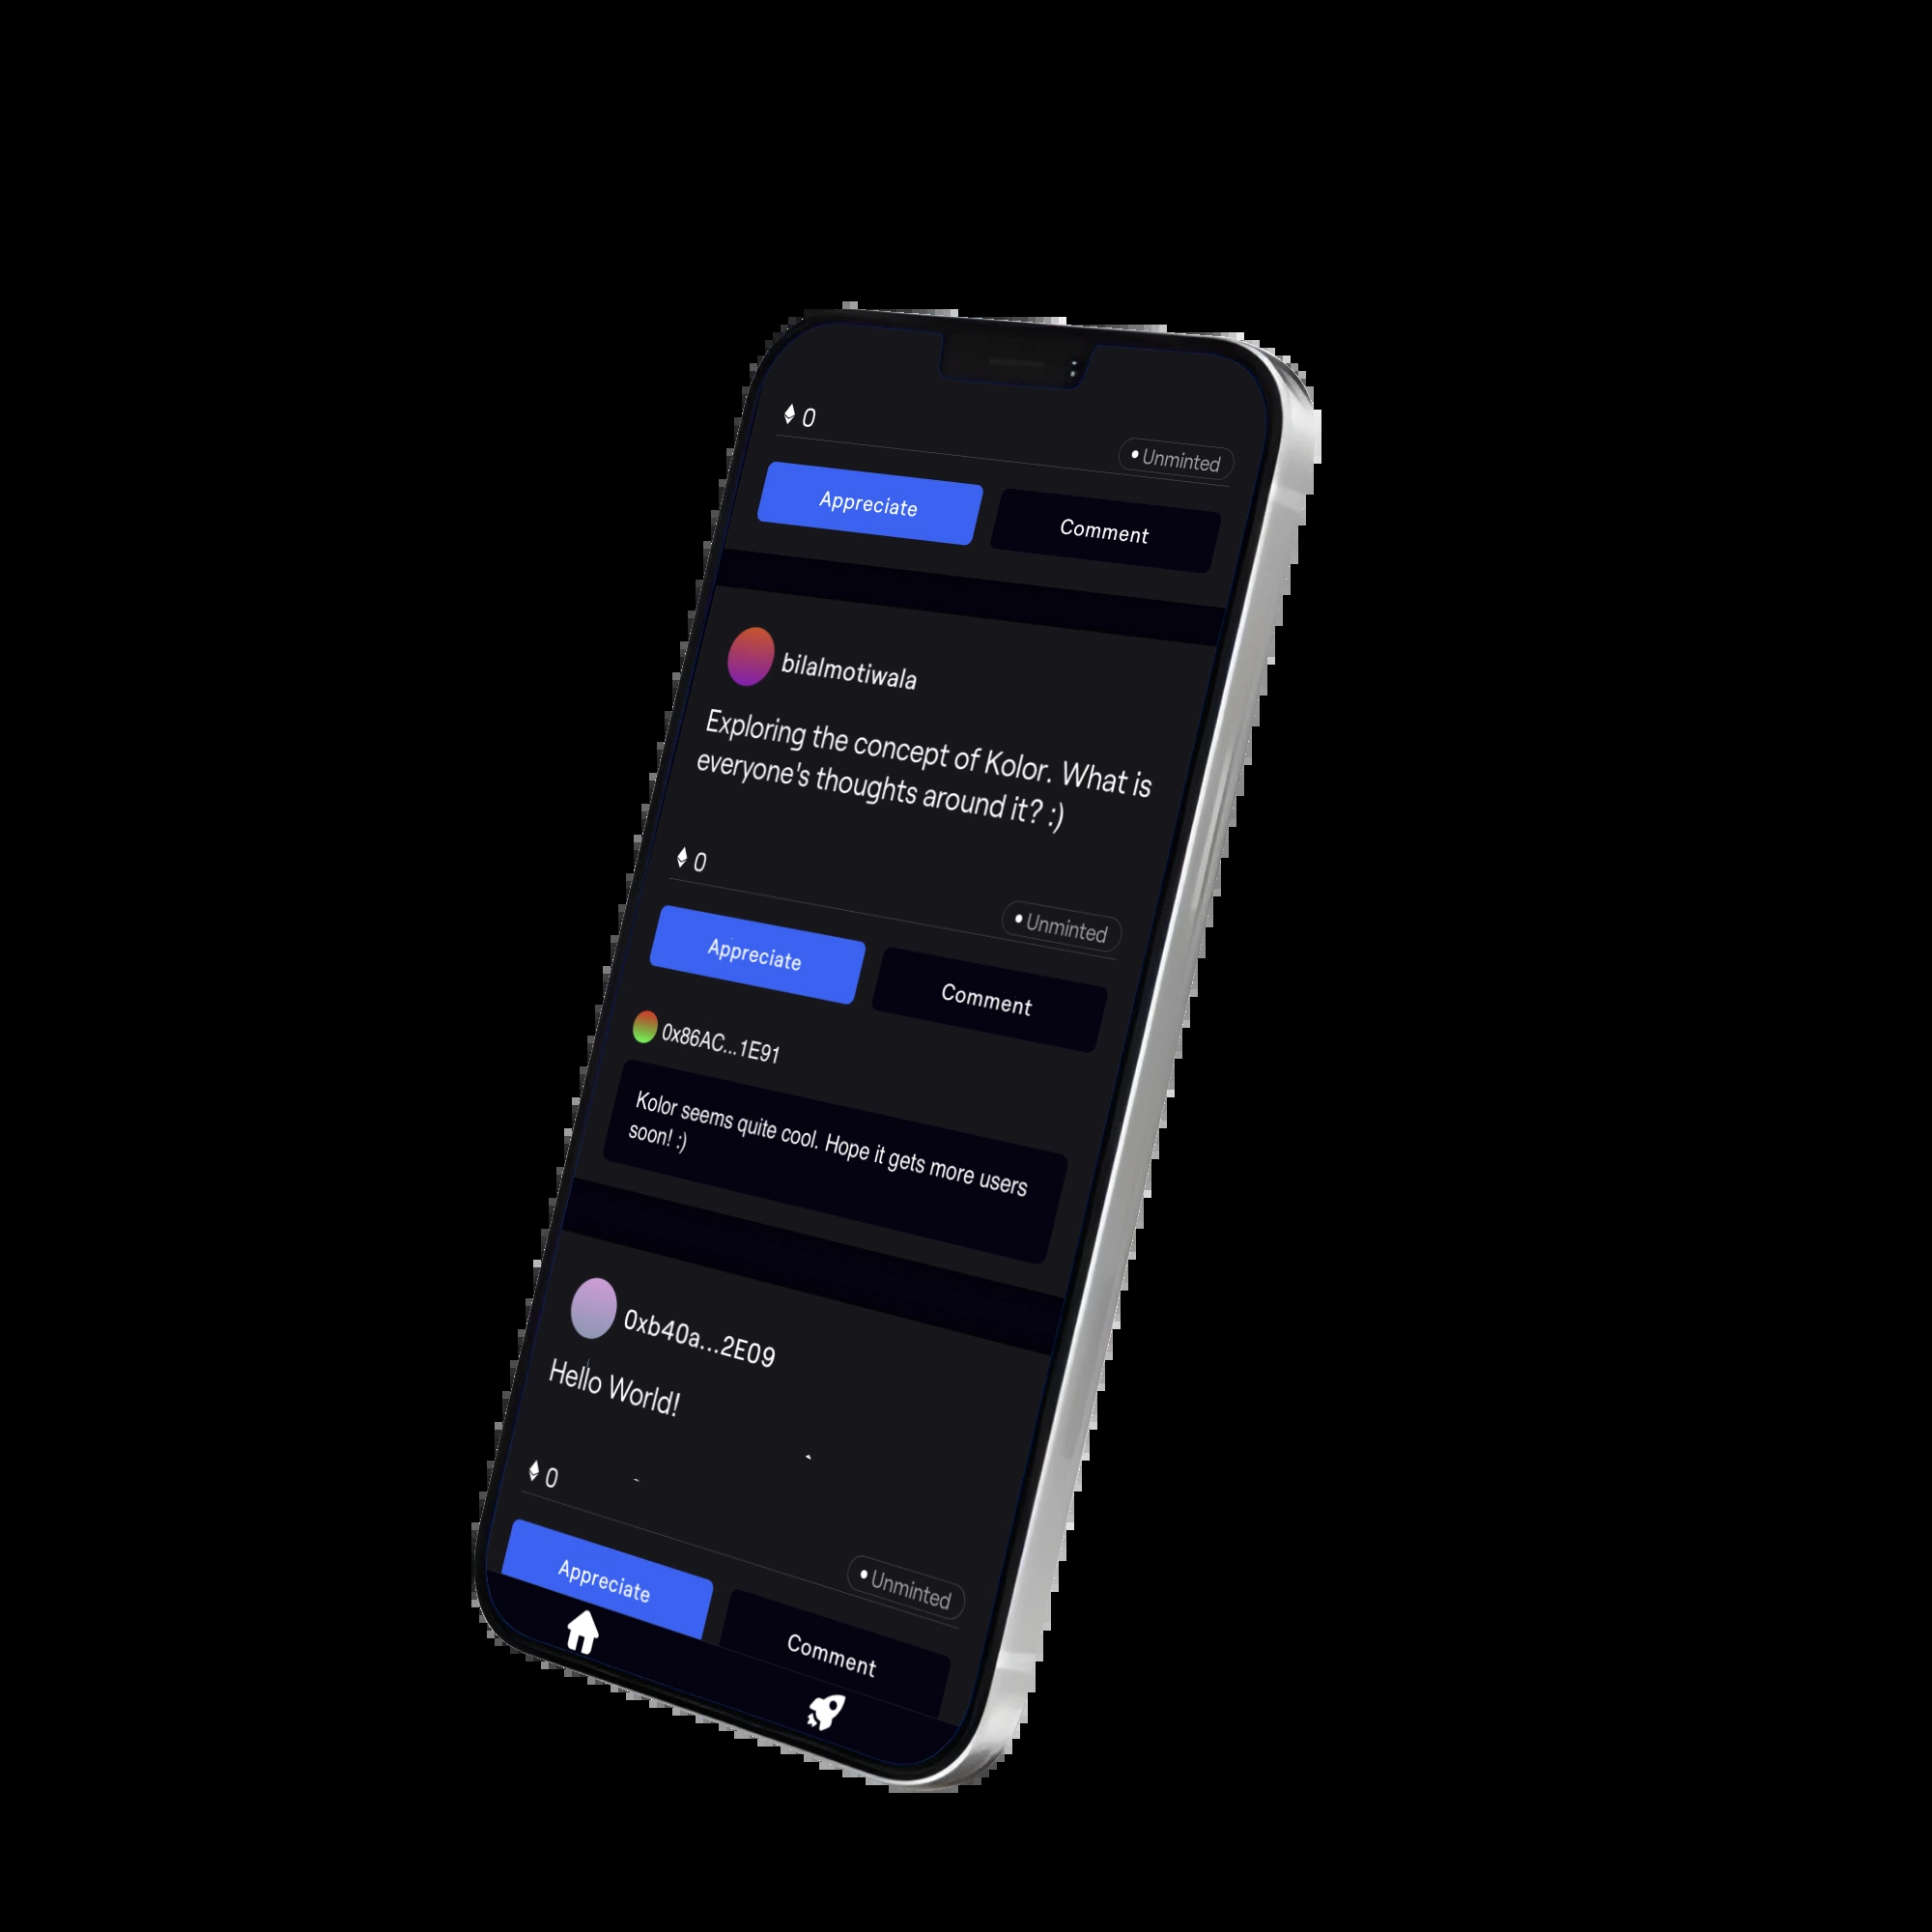 0
Unminted
Appreciate
Comment
bilalmotiwala
Exploring the concept of Kolor. What is
everyone's thoughts around it? :)
0
Unminted
Appreciate
Comment
0x86AC...1E91
Kolor seems quite cool. Hope it gets more users
soon! :)
0xb40a...2E09
Hello World!
0
Unminted
Appreciate
Comment